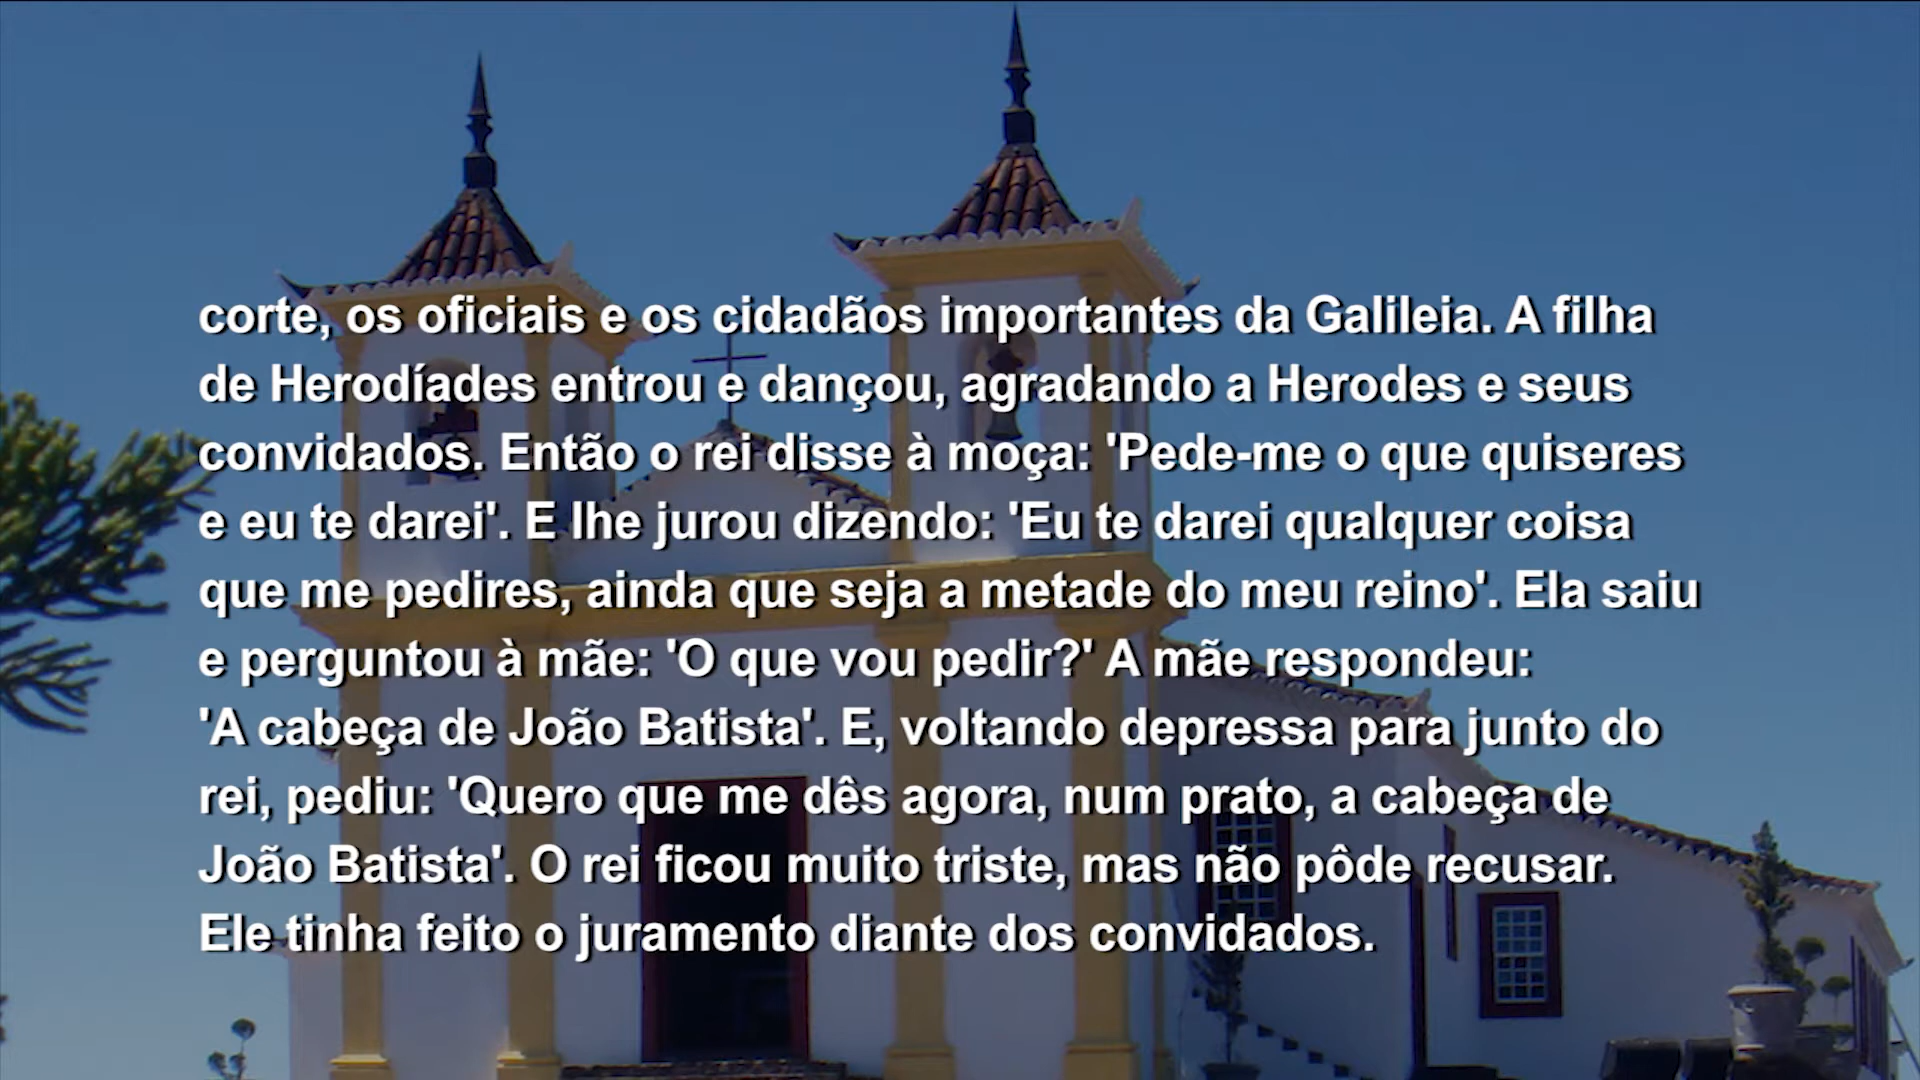 corte, os oficiais e os cidadãos importantes da Galileia. A filha
de Herodíades entrou e dançou, agradando a Herodes e seus
convidados. Então o rei disse à moça: 'Pede-me o que quiseres
e eu te darei'. E lhe jurou dizendo: 'Eu te darei qualquer coisa
que me pedires, ainda que seja a metade do meu reino'. Ela saiu
e perguntou à mãe: 'O que vou pedir?' A mãe respondeu:
'A cabeça de João Batista'. E, voltando depressa para junto do
rei, pediu: 'Quero que me dês agora, num prato, a cabeça de
João Batista'. O rei ficou muito triste, mas não pôde recusar.
Ele tinha feito o juramento diante dos convidados.